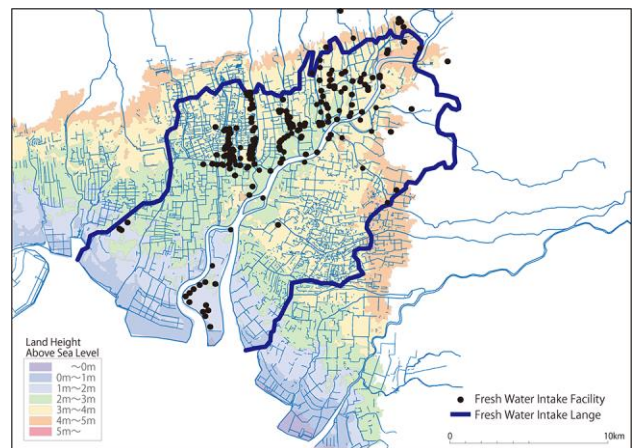 Land Height
Above Sea Level
～0m
0m～1m
1m～2m
2m～3m
3m～4m
4m～5m
5m～
Fresh Water Intake Facility
Fresh Water Intake Lange
0
10km